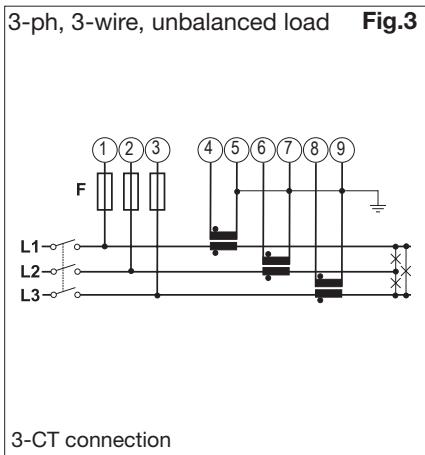 3-ph, 3-wire, unbalanced load Fig.3
1 2 3 4 5 6 7 8 9
F
L1
L2
L3
3-CT connection